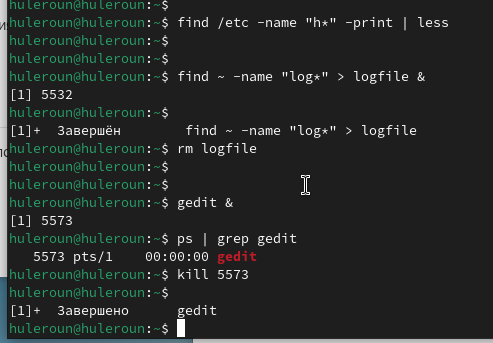 huleroun@huleroun:~$
huleroun@huleroun:~$ find /etc -name "h*" -print | less
huleroun@huleroun:~$
huleroun@huleroun:~$
huleroun@huleroun:~$ find ~ -name "log*" > logfile &
[1] 5532
huleroun@huleroun:~$
[1]+  Завершён        find ~ -name "log*" > logfile
huleroun@huleroun:~$ rm logfile
huleroun@huleroun:~$
huleroun@huleroun:~$
huleroun@huleroun:~$ gedit &
[1] 5573
huleroun@huleroun:~$ ps | grep gedit
   5573 pts/1    00:00:00 gedit
huleroun@huleroun:~$ kill 5573
huleroun@huleroun:~$
[1]+  Завершено      gedit
huleroun@huleroun:~$